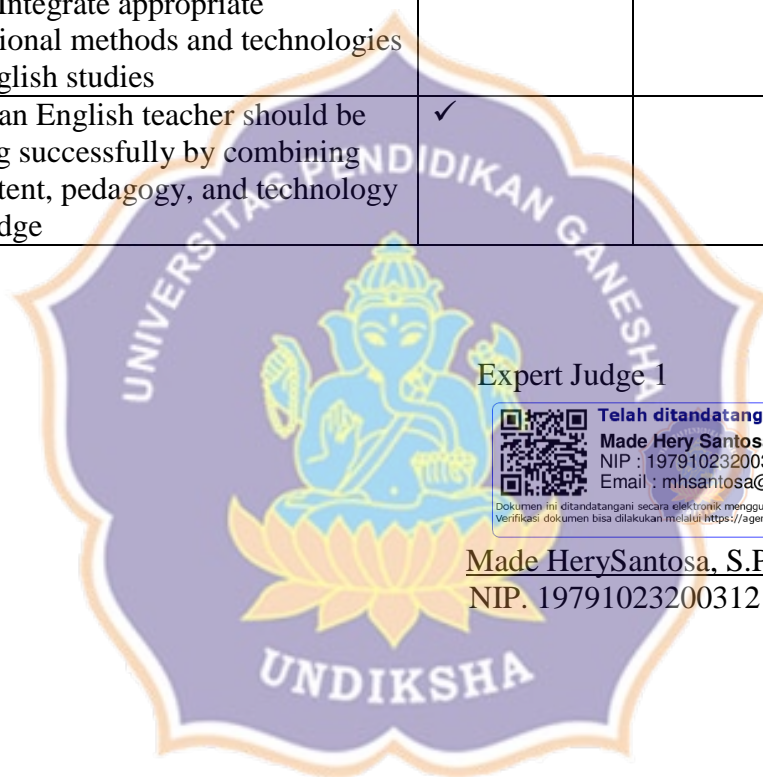 Integrate appropriate
ional methods and technologies
glish studies
an English teacher should be ✓
g successfully by combining
tent, pedagogy, and technology
dge
UNIVERSITAS PENDIDIKAN GANESHA
UNDIKSHA
Expert Judge 1
Telah ditandatang
Made Hery Santosa
NIP : 197910232003
Email : mhsantosa@
Dokumen ini ditandatangani secara elektronik menggu
Verifikasi dokumen bisa dilakukan melalui https://ager
Made HerySantosa, S.P
NIP. 19791023200312